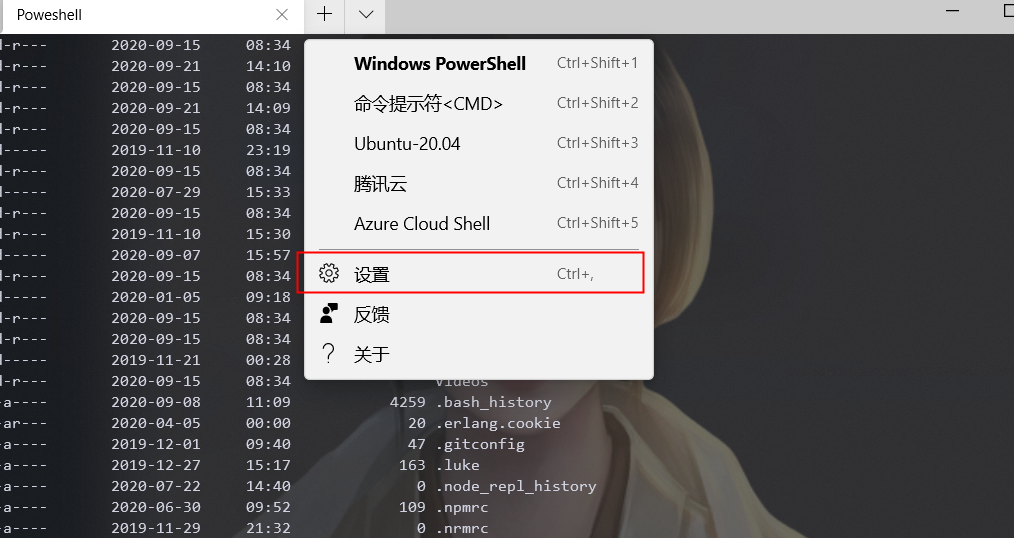 Poweshell
d-r--- 2020-09-15 08:34
d-r--- 2020-09-21 14:10
d-r--- 2020-09-15 08:34
d-r--- 2020-09-21 14:09
d-r--- 2020-09-15 08:34
d----- 2019-11-10 23:19
d-r--- 2020-09-15 08:34
d----- 2020-07-29 15:33
d-r--- 2020-09-15 08:34
d-r--- 2019-11-10 15:30
d----- 2020-09-07 15:57
d-r--- 2020-09-15 08:34
d----- 2020-01-05 09:18
d-r--- 2020-09-15 08:34
d-r--- 2020-09-15 08:34
d----- 2019-11-21 00:28
d-r--- 2020-09-15 08:34 Videos
-a---- 2020-09-08 11:09 4259 .bash_history
-ar--- 2020-04-05 00:00 20 .erlang.cookie
-a---- 2019-12-01 09:40 47 .gitconfig
-a---- 2019-12-27 15:17 163 .luke
-a---- 2020-07-22 14:40 0 .node_repl_history
-a---- 2020-06-30 09:52 109 .npmrc
-a---- 2019-11-29 21:32 0 .nrmrc
Windows PowerShell Ctrl+Shift+1
命令提示符<CMD> Ctrl+Shift+2
Ubuntu-20.04 Ctrl+Shift+3
腾讯云 Ctrl+Shift+4
Azure Cloud Shell Ctrl+Shift+5
设置 Ctrl+,
反馈
关于